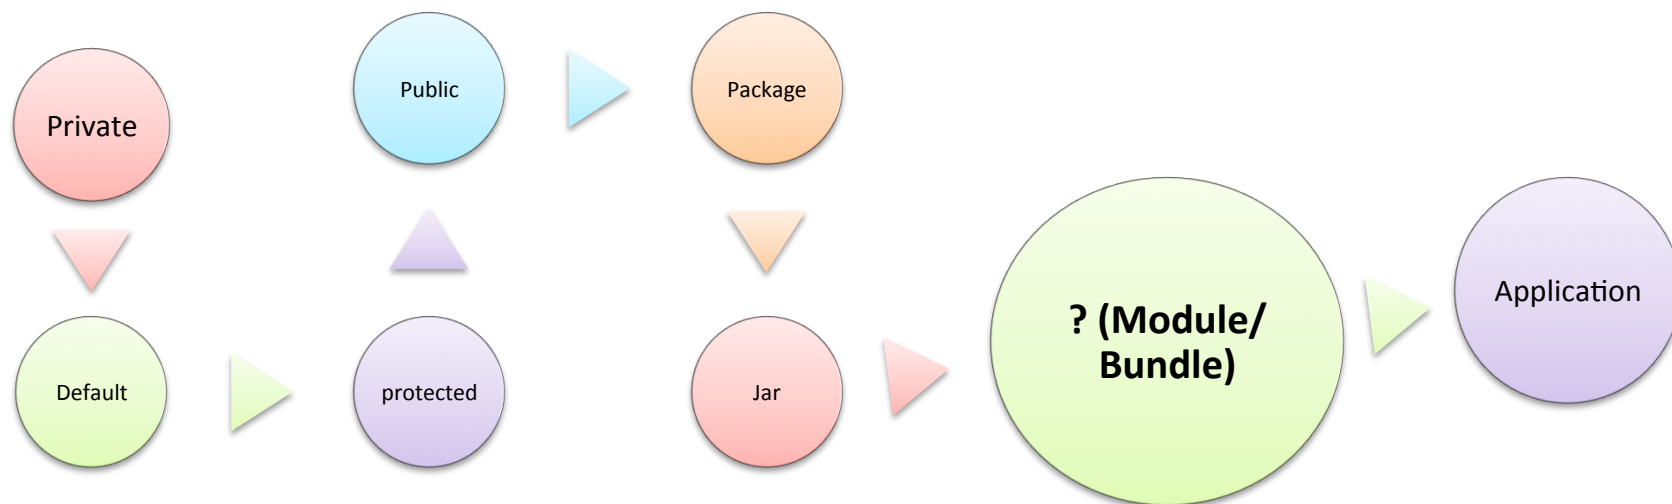 Private
Default
protected
Public
Package
Jar
? (Module/
Bundle)
Application